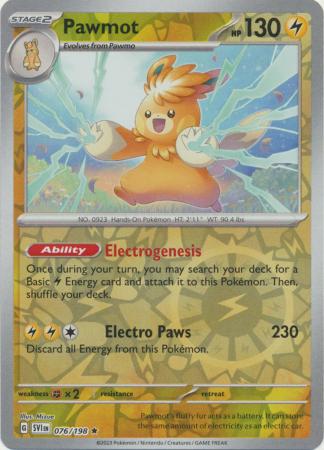 STAGE2
Pawmot
HP 130
Evolves from Pawmo
NO. 0923 Hands-On Pokémon HT: 2'11" WT: 90.4 lbs
Ability Electrogenesis
Once during your turn, you may search your deck for a
Basic Energy card and attach it to this Pokémon. Then,
shuffle your deck.
Electro Paws 230
Discard all Energy from this Pokémon.
weakness ×2 resistance retreat
Illus. Mizue
G SVI EN 076/198
Pawmot's fluffy fur acts as a battery. It can store
the same amount of electricity as an electric car.
©2023 Pokémon / Nintendo / Creatures / GAME FREAK